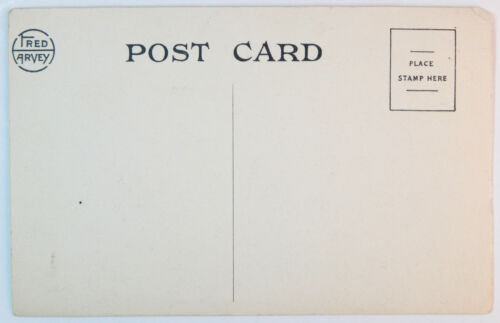 FRED
HARVEY
POST CARD
PLACE
STAMP HERE